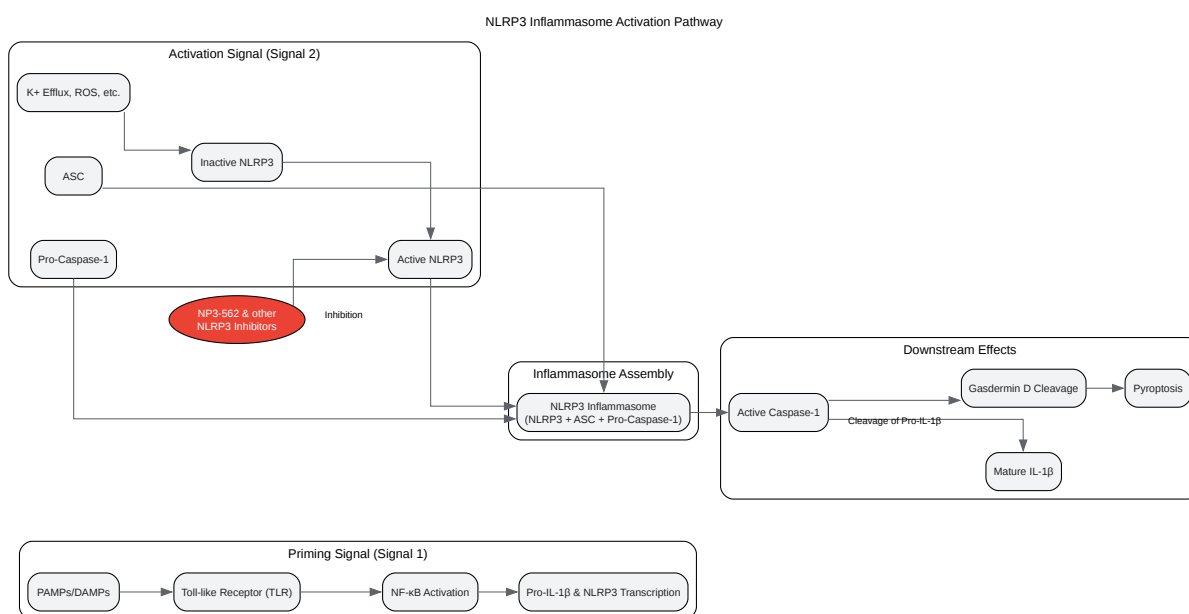 NLRP3 Inflammasome Activation Pathway
Activation Signal (Signal 2)
K+ Efflux, ROS, etc.
Inactive NLRP3
ASC
Pro-Caspase-1
Active NLRP3
NP3-562 & other
NLRP3 Inhibitors
Inhibition
Inflammasome Assembly
NLRP3 Inflammasome
(NLRP3 + ASC + Pro-Caspase-1)
Downstream Effects
Active Caspase-1
Gasdermin D Cleavage
Pyroptosis
Cleavage of Pro-IL-1β
Mature IL-1β
Priming Signal (Signal 1)
PAMPs/DAMPs
Toll-like Receptor (TLR)
NF-κB Activation
Pro-IL-1β & NLRP3 Transcription